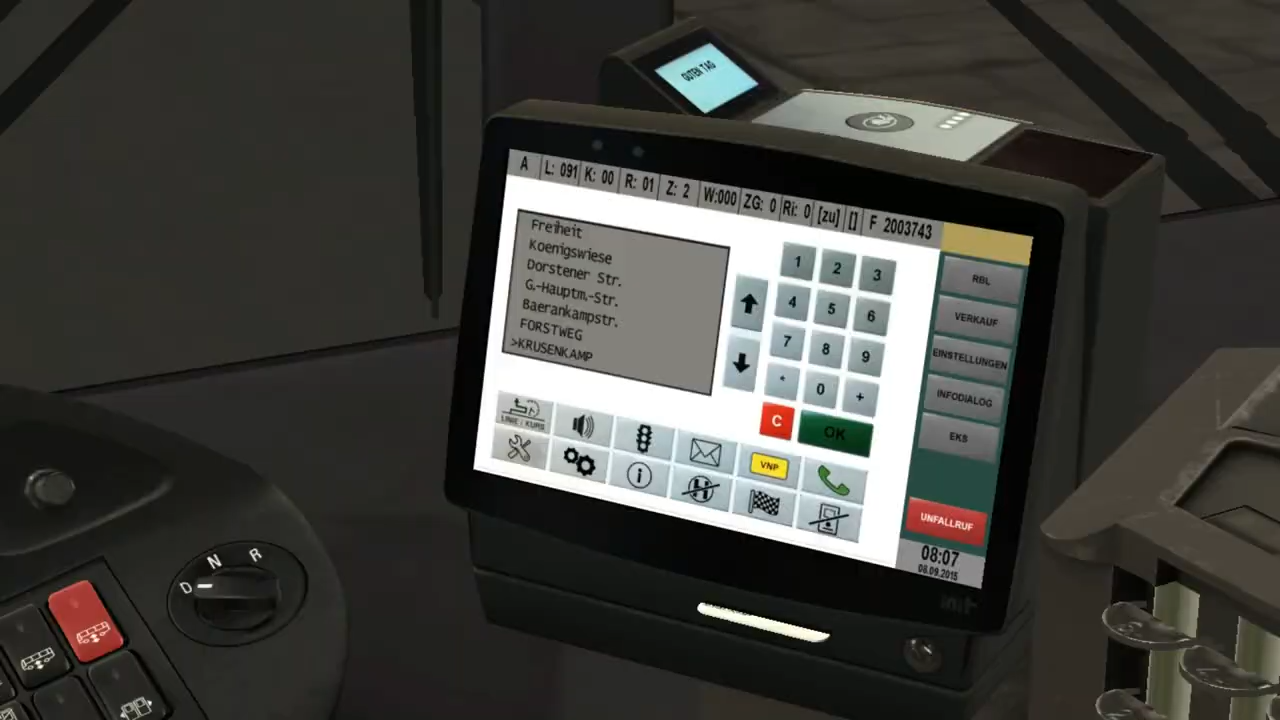 GUTEN TAG
A L: 091 K: 00 R: 01 Z: 2 W:000 ZG: 0 Ri: 0 [zu] [] F 2003743
Freiheit
Koenigswiese
Dorstener Str.
G.-Hauptm.-Str.
Baerankampstr.
FORSTWEG
>KRUSENKAMP
1 2 3
4 5 6
7 8 9
* 0 +
C OK
RBL
VERKAUF
EINSTELLUNGEN
INFODIALOG
EKS
UNFALLRUF
LINIE / KURS
VNP
H
08:07
08.09.2015
init
D N R